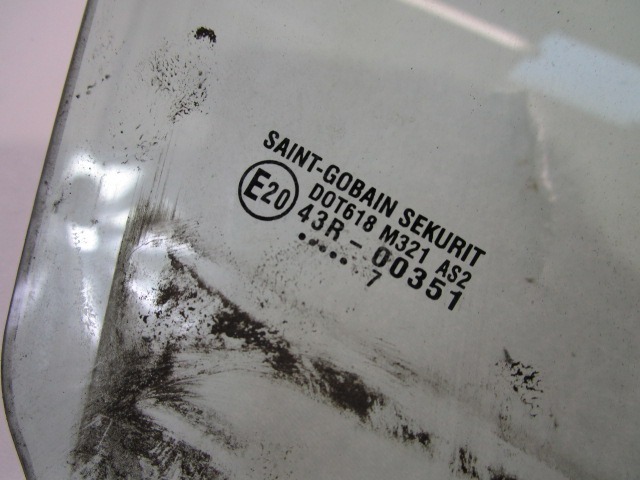 SAINT-GOBAIN SEKURIT
E20 DOT618 M321 AS2
43R - 00351
..... 7